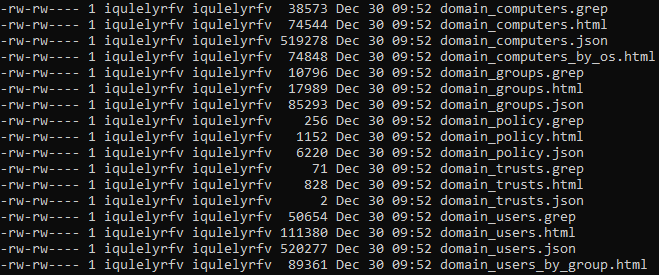 -rw-rw---- 1 iqulelyrfv iqulelyrfv  38573 Dec 30 09:52 domain_computers.grep
-rw-rw---- 1 iqulelyrfv iqulelyrfv  74544 Dec 30 09:52 domain_computers.html
-rw-rw---- 1 iqulelyrfv iqulelyrfv 519278 Dec 30 09:52 domain_computers.json
-rw-rw---- 1 iqulelyrfv iqulelyrfv  74848 Dec 30 09:52 domain_computers_by_os.html
-rw-rw---- 1 iqulelyrfv iqulelyrfv  10796 Dec 30 09:52 domain_groups.grep
-rw-rw---- 1 iqulelyrfv iqulelyrfv  17989 Dec 30 09:52 domain_groups.html
-rw-rw---- 1 iqulelyrfv iqulelyrfv  85293 Dec 30 09:52 domain_groups.json
-rw-rw---- 1 iqulelyrfv iqulelyrfv    256 Dec 30 09:52 domain_policy.grep
-rw-rw---- 1 iqulelyrfv iqulelyrfv   1152 Dec 30 09:52 domain_policy.html
-rw-rw---- 1 iqulelyrfv iqulelyrfv   6220 Dec 30 09:52 domain_policy.json
-rw-rw---- 1 iqulelyrfv iqulelyrfv     71 Dec 30 09:52 domain_trusts.grep
-rw-rw---- 1 iqulelyrfv iqulelyrfv    828 Dec 30 09:52 domain_trusts.html
-rw-rw---- 1 iqulelyrfv iqulelyrfv      2 Dec 30 09:52 domain_trusts.json
-rw-rw---- 1 iqulelyrfv iqulelyrfv  50654 Dec 30 09:52 domain_users.grep
-rw-rw---- 1 iqulelyrfv iqulelyrfv 111380 Dec 30 09:52 domain_users.html
-rw-rw---- 1 iqulelyrfv iqulelyrfv 520277 Dec 30 09:52 domain_users.json
-rw-rw---- 1 iqulelyrfv iqulelyrfv  89361 Dec 30 09:52 domain_users_by_group.html